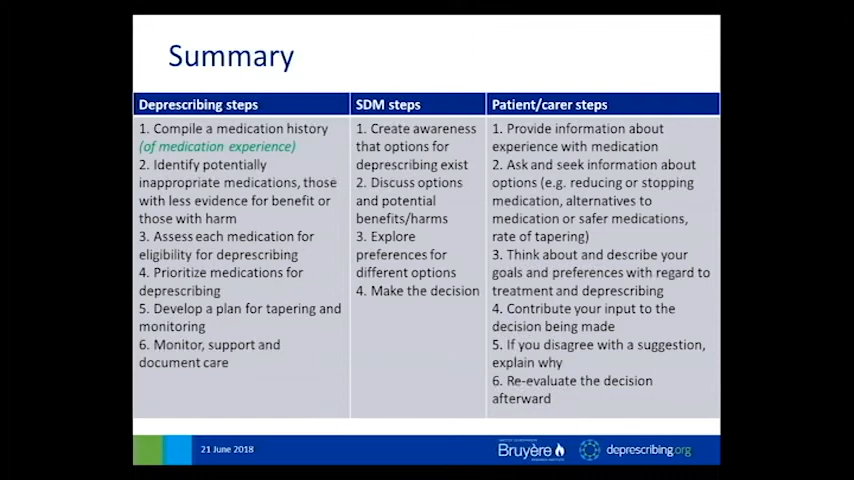 Summary
Deprescribing steps
1. Compile a medication history
(of medication experience)
2. Identify potentially
inappropriate medications, those
with less evidence for benefit or
those with harm
3. Assess each medication for
eligibility for deprescribing
4. Prioritize medications for
deprescribing
5. Develop a plan for tapering and
monitoring
6. Monitor, support and
document care
SDM steps
1. Create awareness
that options for
deprescribing exist
2. Discuss options
and potential
benefits/harms
3. Explore
preferences for
different options
4. Make the decision
Patient/carer steps
1. Provide information about
experience with medication
2. Ask and seek information about
options (e.g. reducing or stopping
medication, alternatives to
medication or safer medications,
rate of tapering)
3. Think about and describe your
goals and preferences with regard to
treatment and deprescribing
4. Contribute your input to the
decision being made
5. If you disagree with a suggestion,
explain why
6. Re-evaluate the decision
afterward
21 June 2018
Bruyère
deprescribing.org